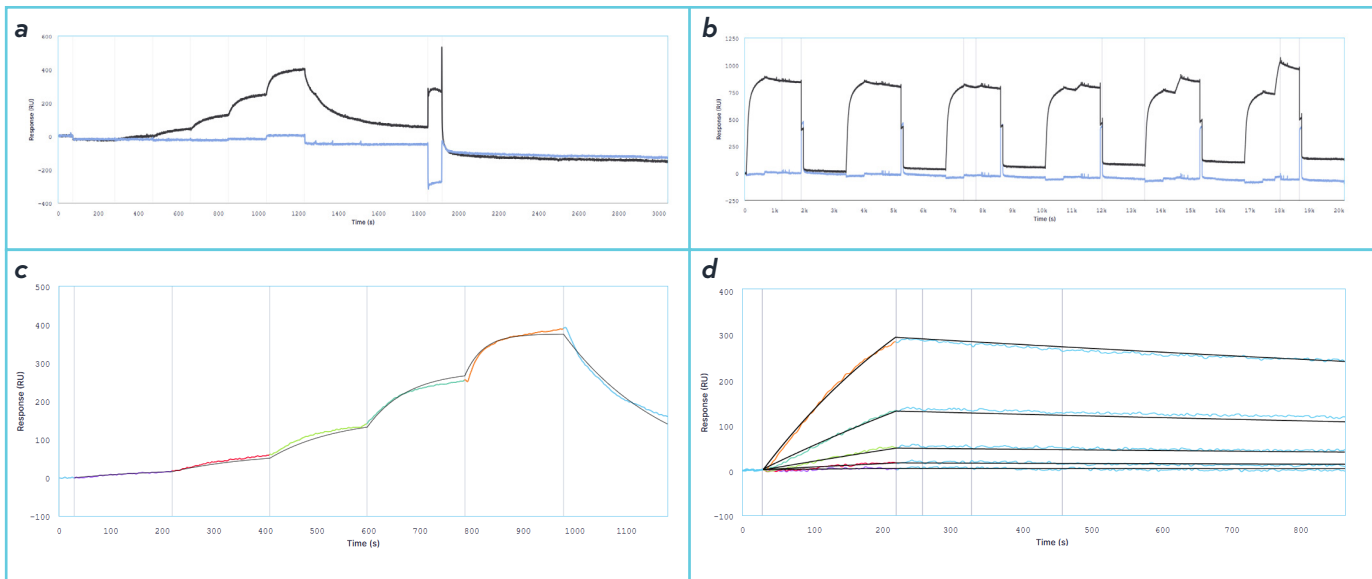 a
Response (RU)
600
400
200
0
−200
−400
0 200 400 600 800 1000 1200 1400 1600 1800 2000 2200 2400 2600 2800 3000
Time (s)
b
Response (RU)
1250
1000
750
500
250
0
−250
0 1k 2k 3k 4k 5k 6k 7k 8k 9k 10k 11k 12k 13k 14k 15k 16k 17k 18k 19k 20k
Time (s)
c
Response (RU)
500
400
300
200
100
0
−100
0 100 200 300 400 500 600 700 800 900 1000 1100
Time (s)
d
Response (RU)
400
300
200
100
0
−100
0 100 200 300 400 500 600 700 800
Time (s)